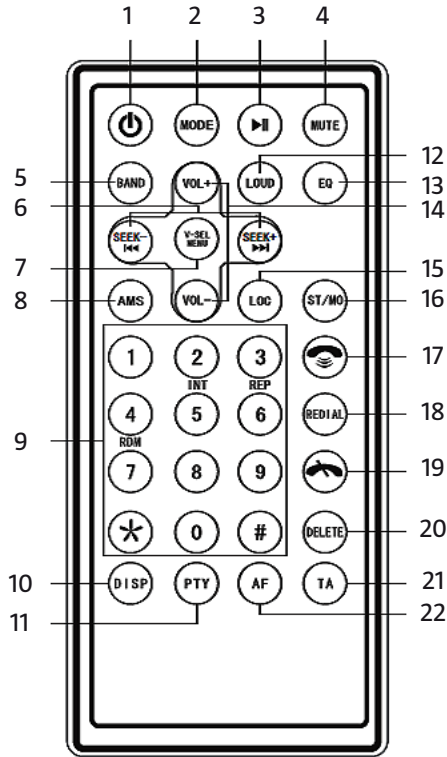 1 2 3 4
MODE MUTE
5 BAND VOL+ LOUD EQ 12
13
6 14
SEEK- V-SEL MENU SEEK+
7 15
8 AMS VOL- LOC ST/MO 16
1 2 3 17
INT REP
4 5 6 REDIAL 18
9 RDM
7 8 9 19
0 # DELETE 20
10 DISP PTY AF TA 21
11 22